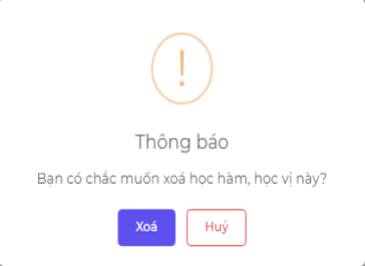 !
Thông báo
Bạn có chắc muốn xoá học hàm, học vị này?
Xoá
Huỷ